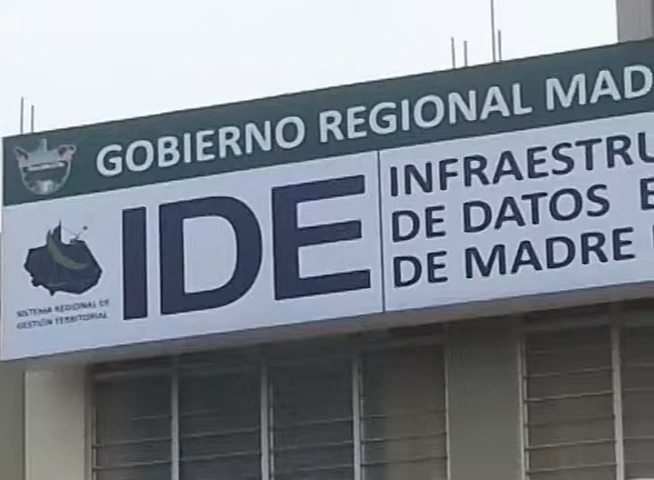 GOBIERNO REGIONAL MAD
IDE
INFRAESTRU
DE DATOS E
DE MADRE
SISTEMA REGIONAL DE
GESTIÓN TERRITORIAL